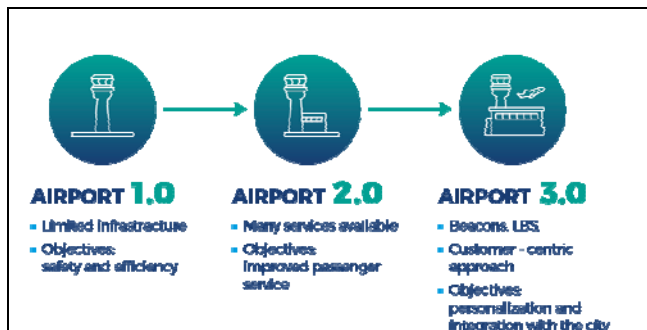 AIRPORT 1.0
Limited infrastracture
Objectives:
safety and efficiency
AIRPORT 2.0
Many services available
Objectives:
improved passenger
service
AIRPORT 3.0
Beacons. LBS.
Customer - centric
approach
Objectives:
personalization and
integration with the city